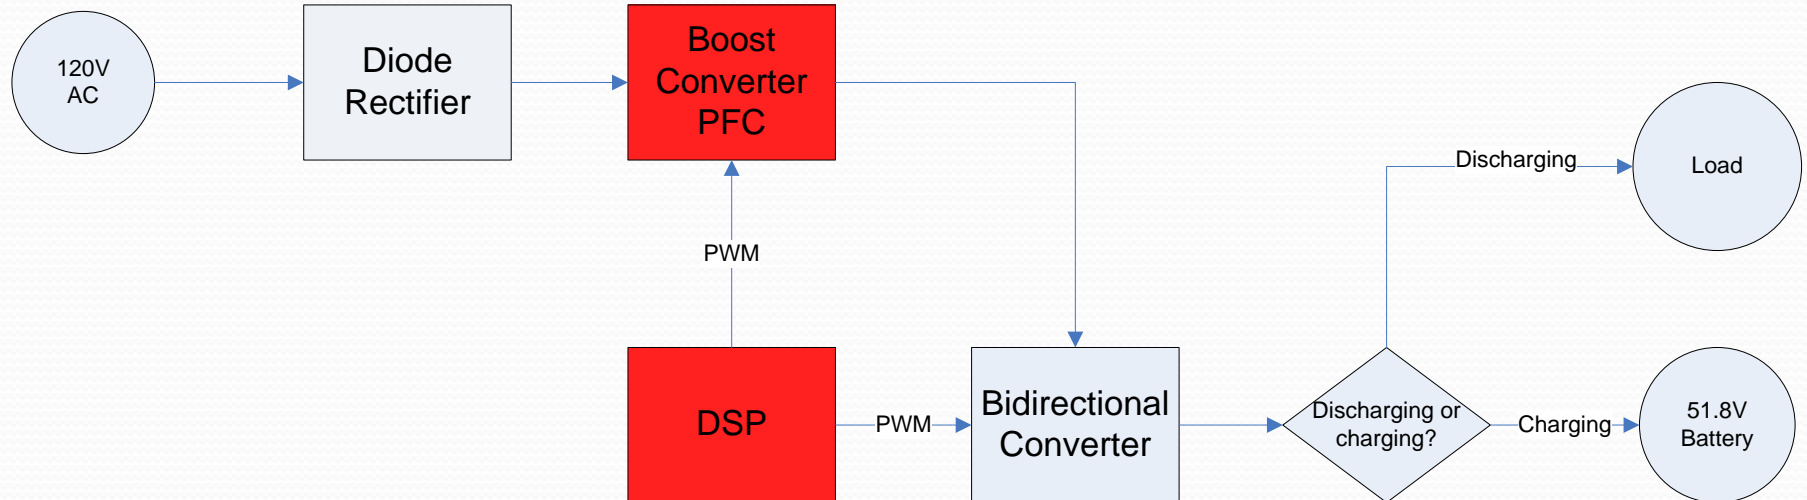 120V
AC
Diode
Rectifier
Boost
Converter
PFC
Discharging
Load
PWM
DSP
PWM
Bidirectional
Converter
Discharging or
charging?
Charging
51.8V
Battery